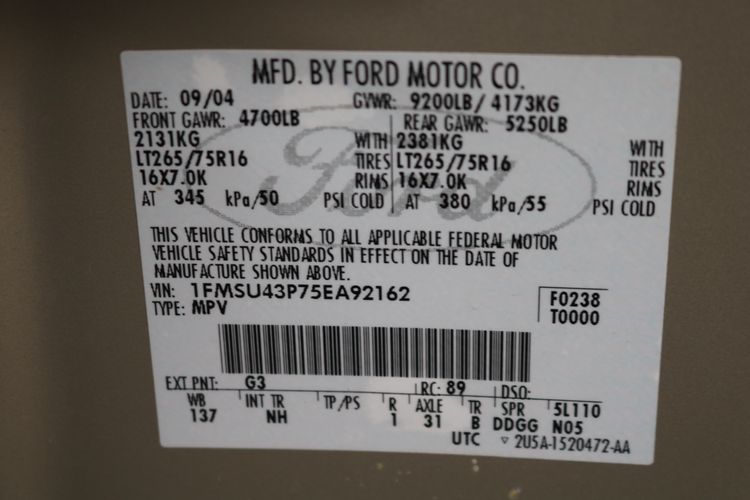 MFD. BY FORD MOTOR CO.
DATE: 09/04 GVWR: 9200LB/ 4173KG
FRONT GAWR: 4700LB REAR GAWR: 5250LB
2131KG WITH 2381KG WITH
LT265/75R16 TIRES LT265/75R16 TIRES
16X7.0K RIMS 16X7.0K RIMS
AT 345 kPa/50 PSI COLD AT 380 kPa/55 PSI COLD
Ford
THIS VEHICLE CONFORMS TO ALL APPLICABLE FEDERAL MOTOR
VEHICLE SAFETY STANDARDS IN EFFECT ON THE DATE OF
MANUFACTURE SHOWN ABOVE.
VIN: 1FMSU43P75EA92162 F0238
TYPE: MPV T0000
EXT PNT: G3 RC: 89 DSO:
WB INT TR TP/PS R AXLE TR SPR 5L110
137 NH 1 31 B DDGG N05
UTC 2U5A-1520472-AA